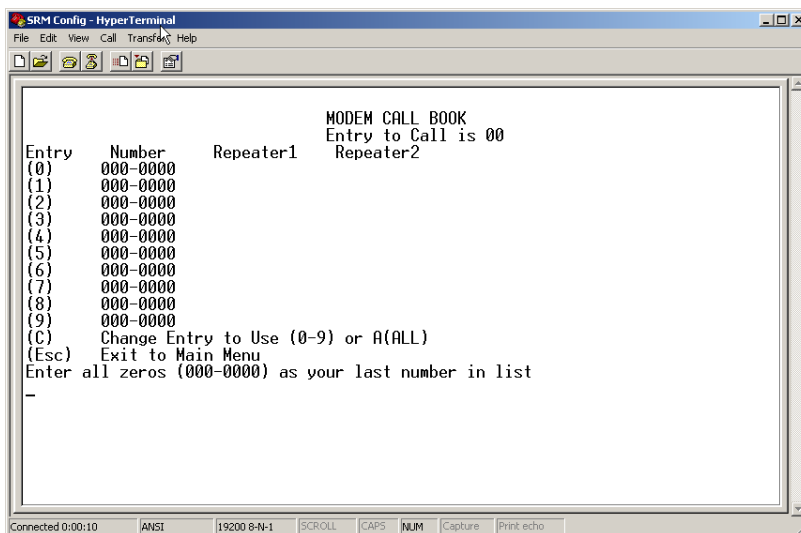 SRM Config - HyperTerminal
File Edit View Call Transfer Help
MODEM CALL BOOK
Entry to Call is 00
Entry Number Repeater1 Repeater2
(0) 000-0000
(1) 000-0000
(2) 000-0000
(3) 000-0000
(4) 000-0000
(5) 000-0000
(6) 000-0000
(7) 000-0000
(8) 000-0000
(9) 000-0000
(C) Change Entry to Use (0-9) or A(ALL)
(Esc) Exit to Main Menu
Enter all zeros (000-0000) as your last number in list
_
Connected 0:00:10 ANSI 19200 8-N-1 SCROLL CAPS NUM Capture Print echo